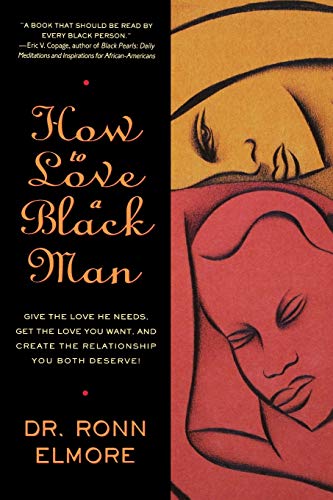 "A BOOK THAT SHOULD BE READ BY
EVERY BLACK PERSON."
—Eric V. Copage, author of Black Pearls: Daily
Meditations and Inspirations for African-Americans
How
to
Love
a
Black
Man
GIVE THE LOVE HE NEEDS,
GET THE LOVE YOU WANT, AND
CREATE THE RELATIONSHIP
YOU BOTH DESERVE!
DR. RONN
ELMORE